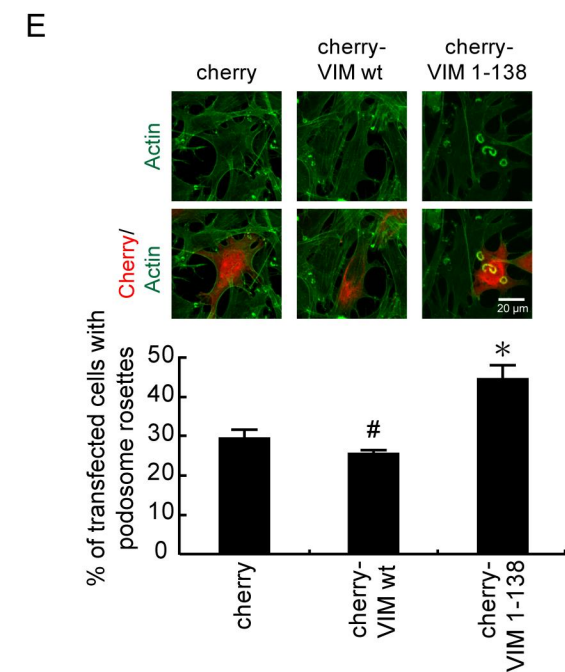 E
cherry
cherry-
VIM wt
cherry-
VIM 1-138
Actin
Cherry/
Actin
20 µm
% of transfected cells with
podosome rosettes
50
40
30
20
10
0
#
*
cherry
cherry-
VIM wt
cherry-
VIM 1-138